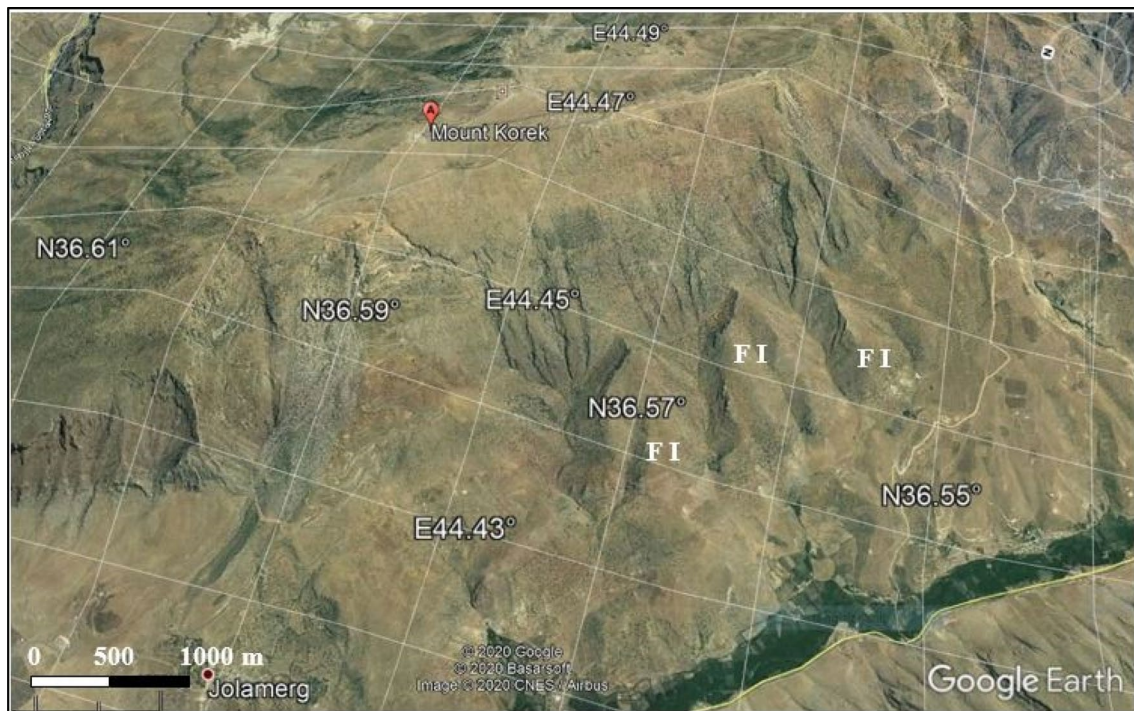 E44.49°
N
E44.47°
A
Mount Korek
N36.61°
N36.59°
E44.45°
F I
F I
N36.57°
F I
N36.55°
E44.43°
0 500 1000 m
Jolamerg
© 2020 Google
© 2020 Basarsoft
Image © 2020 CNES / Airbus
Google Earth